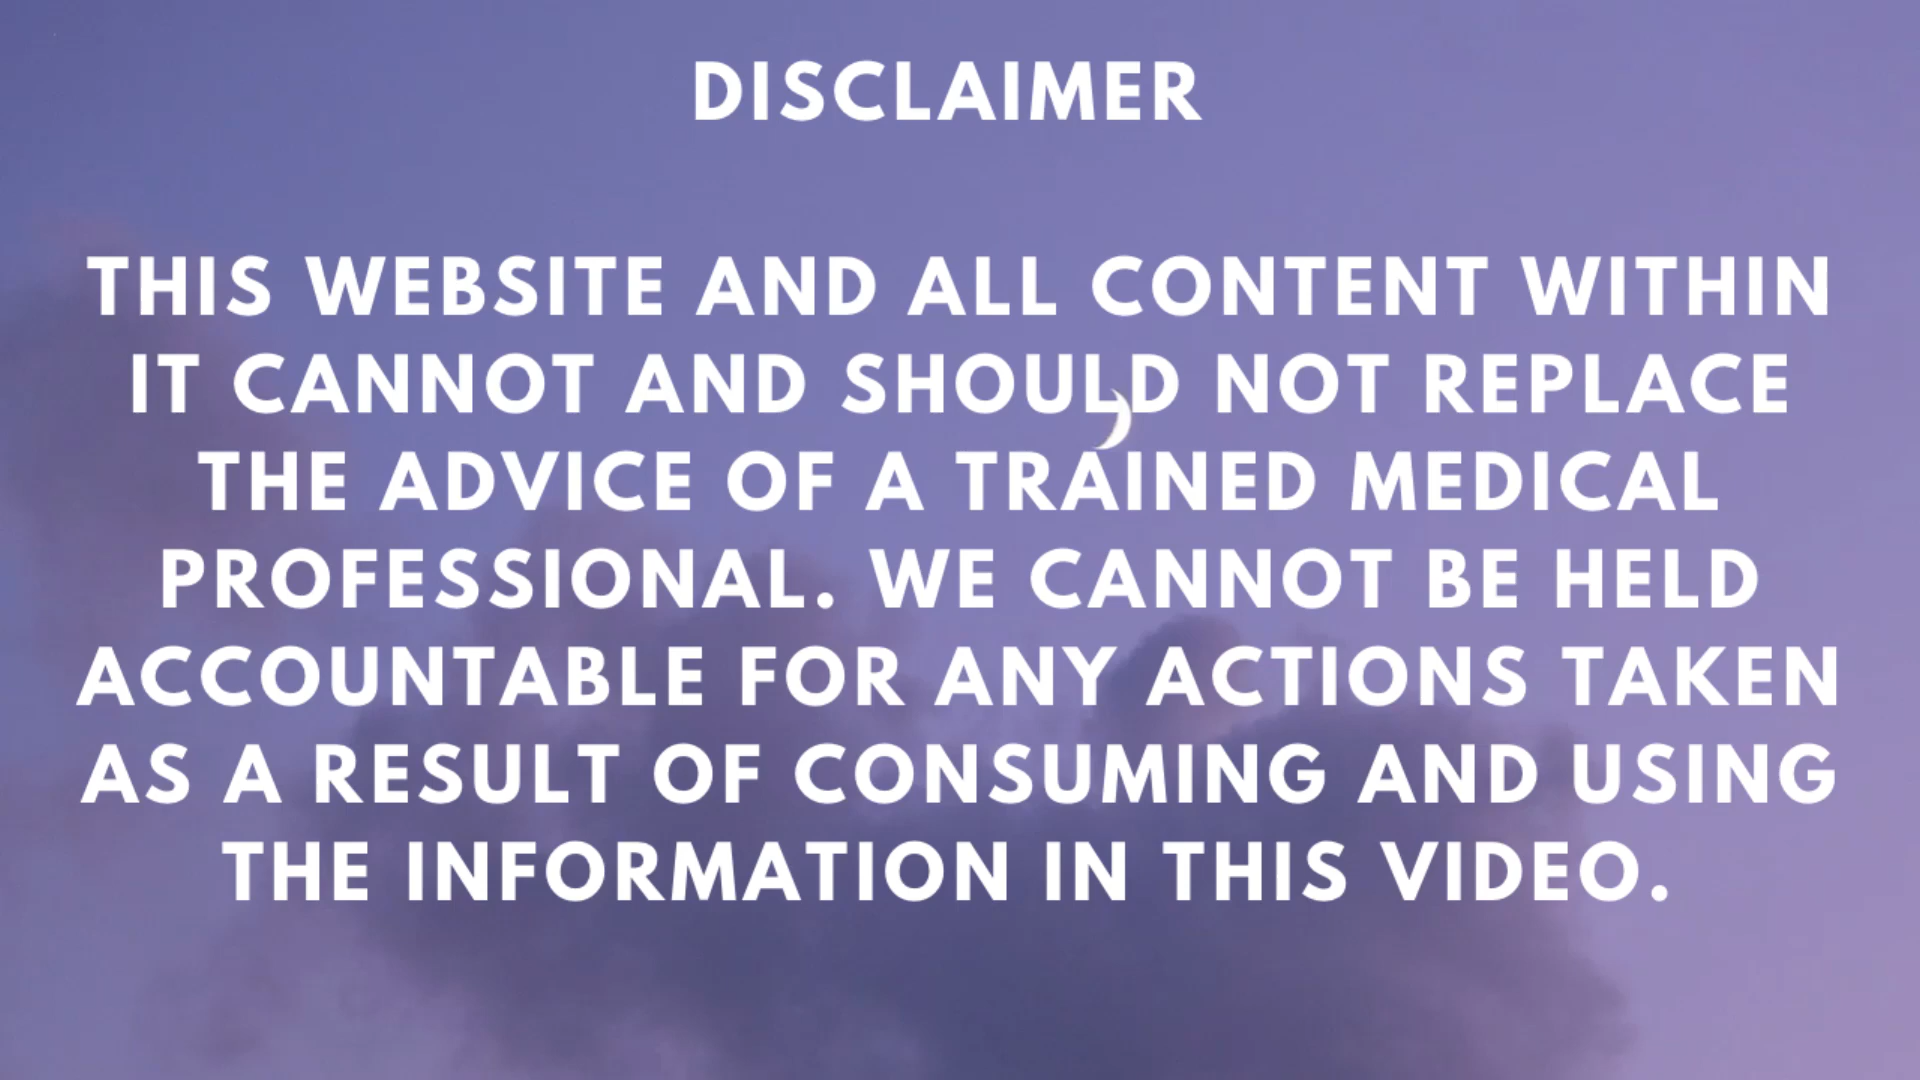 DISCLAIMER
THIS WEBSITE AND ALL CONTENT WITHIN
IT CANNOT AND SHOULD NOT REPLACE
THE ADVICE OF A TRAINED MEDICAL
PROFESSIONAL. WE CANNOT BE HELD
ACCOUNTABLE FOR ANY ACTIONS TAKEN
AS A RESULT OF CONSUMING AND USING
THE INFORMATION IN THIS VIDEO.